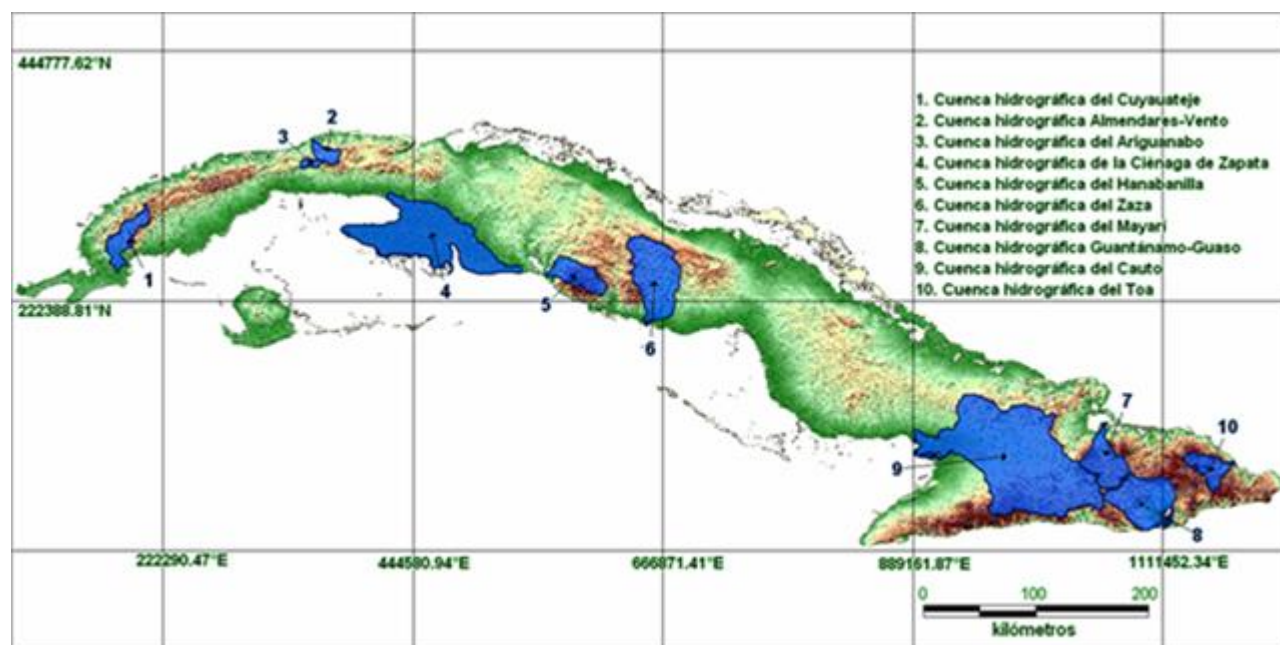 444777.62°N
1. Cuenca hidrográfica del Cuyauateje
2. Cuenca hidrográfica Almendares-Vento
3. Cuenca hidrográfica del Ariguanabo
4. Cuenca hidrográfica de la Ciénaga de Zapata
5. Cuenca hidrográfica del Hanabanilla
6. Cuenca hidrográfica del Zaza
7. Cuenca hidrográfica del Mayarí
8. Cuenca hidrográfica Guantánamo-Guaso
9. Cuenca hidrográfica del Cauto
10. Cuenca hidrográfica del Toa
2
3
1
4
5
222388.81°N
6
7
10
9
8
222290.47°E 444580.94°E 666871.41°E 889161.87°E 1111452.34°E
0 100 200
kilómetros